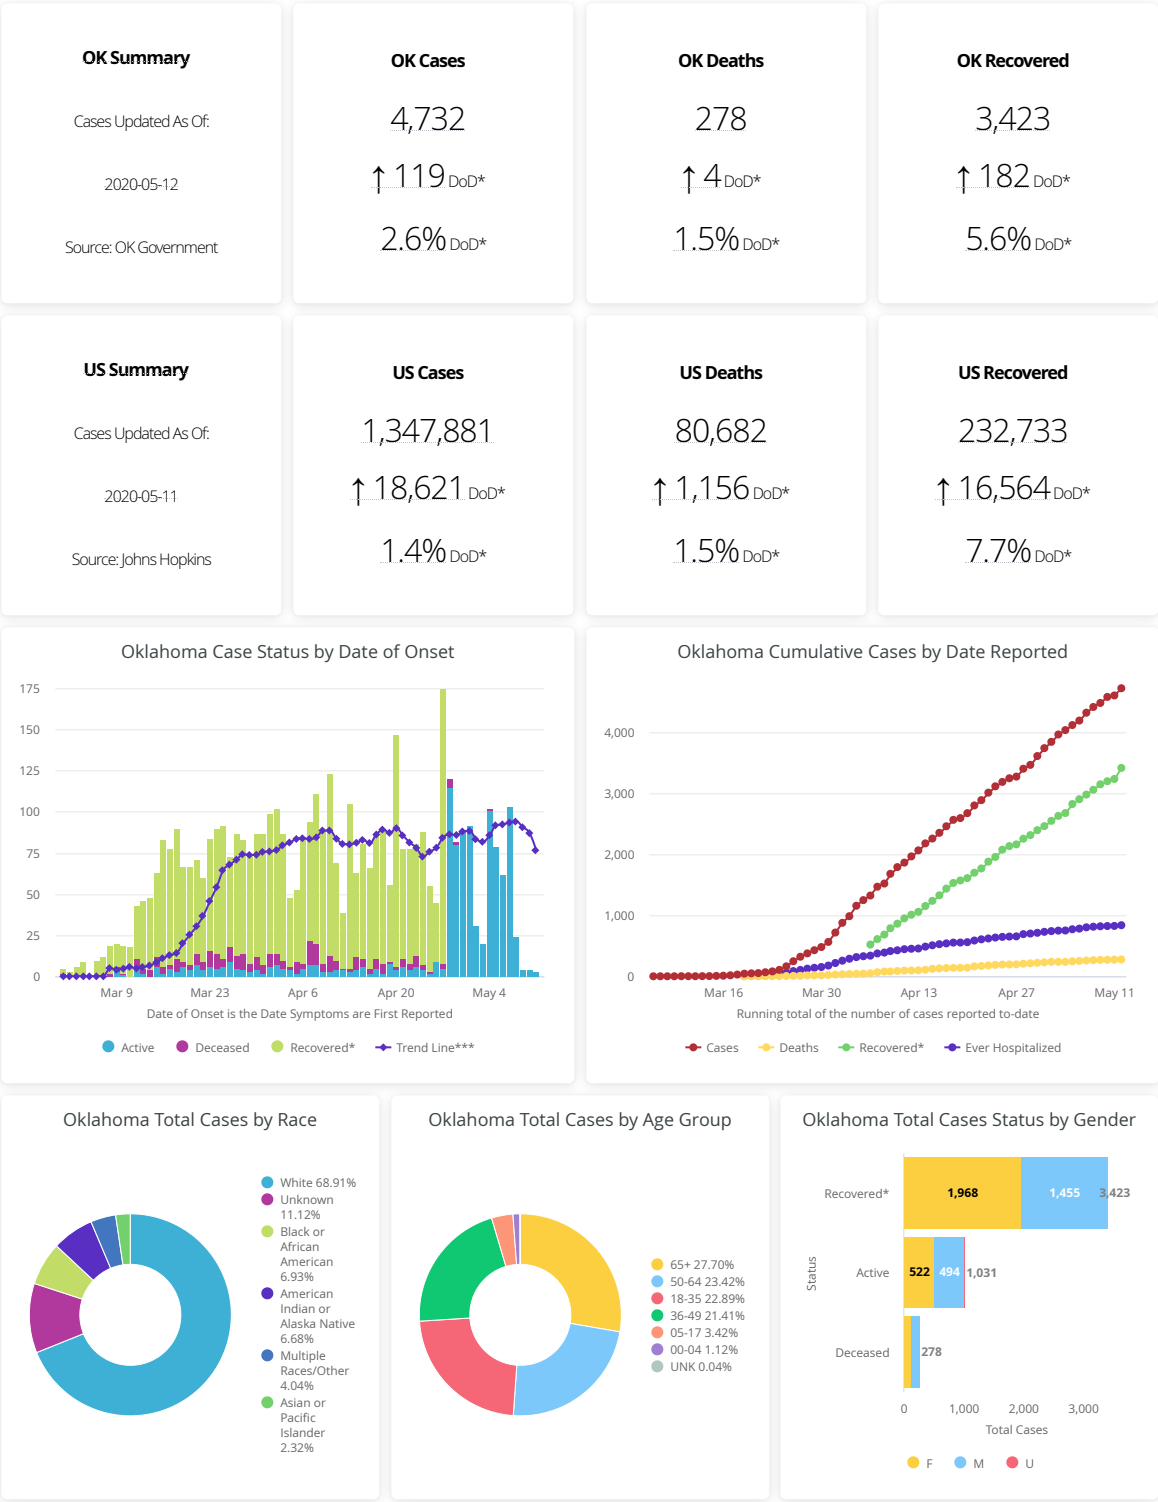 OK Summary
Cases Updated As Of:
2020-05-12
Source: OK Government
OK Cases
4,732
↑ 119 DoD*
2.6% DoD*
OK Deaths
278
↑ 4 DoD*
1.5% DoD*
OK Recovered
3,423
↑ 182 DoD*
5.6% DoD*
US Summary
Cases Updated As Of:
2020-05-11
Source: Johns Hopkins
US Cases
1,347,881
↑ 18,621 DoD*
1.4% DoD*
US Deaths
80,682
↑ 1,156 DoD*
1.5% DoD*
US Recovered
232,733
↑ 16,564 DoD*
7.7% DoD*
Oklahoma Case Status by Date of Onset
175
150
125
100
75
50
25
0
Mar 9 Mar 23 Apr 6 Apr 20 May 4
Date of Onset is the Date Symptoms are First Reported
Active Deceased Recovered* Trend Line***
Oklahoma Cumulative Cases by Date Reported
4,000
3,000
2,000
1,000
0
Mar 16 Mar 30 Apr 13 Apr 27 May 11
Running total of the number of cases reported to-date
Cases Deaths Recovered* Ever Hospitalized
Oklahoma Total Cases by Race
White 68.91%
Unknown
11.12%
Black or
African
American
6.93%
American
Indian or
Alaska Native
6.68%
Multiple
Races/Other
4.04%
Asian or
Pacific
Islander
2.32%
Oklahoma Total Cases by Age Group
65+ 27.70%
50-64 23.42%
18-35 22.89%
36-49 21.41%
05-17 3.42%
00-04 1.12%
UNK 0.04%
Oklahoma Total Cases Status by Gender
Status
Recovered* 1,968 1,455 3,423
Active 522 494 1,031
Deceased 278
0 1,000 2,000 3,000
Total Cases
F M U